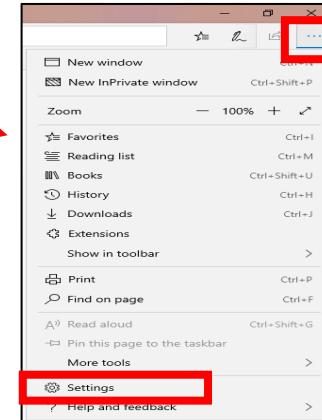 New window Ctrl+N
New InPrivate window Ctrl+Shift+P
Zoom — 100% +
Favorites Ctrl+I
Reading list Ctrl+M
Books Ctrl+Shift+U
History Ctrl+H
Downloads Ctrl+J
Extensions
Show in toolbar >
Print Ctrl+P
Find on page Ctrl+F
Read aloud Ctrl+Shift+G
Pin this page to the taskbar
More tools >
Settings
Help and feedback >